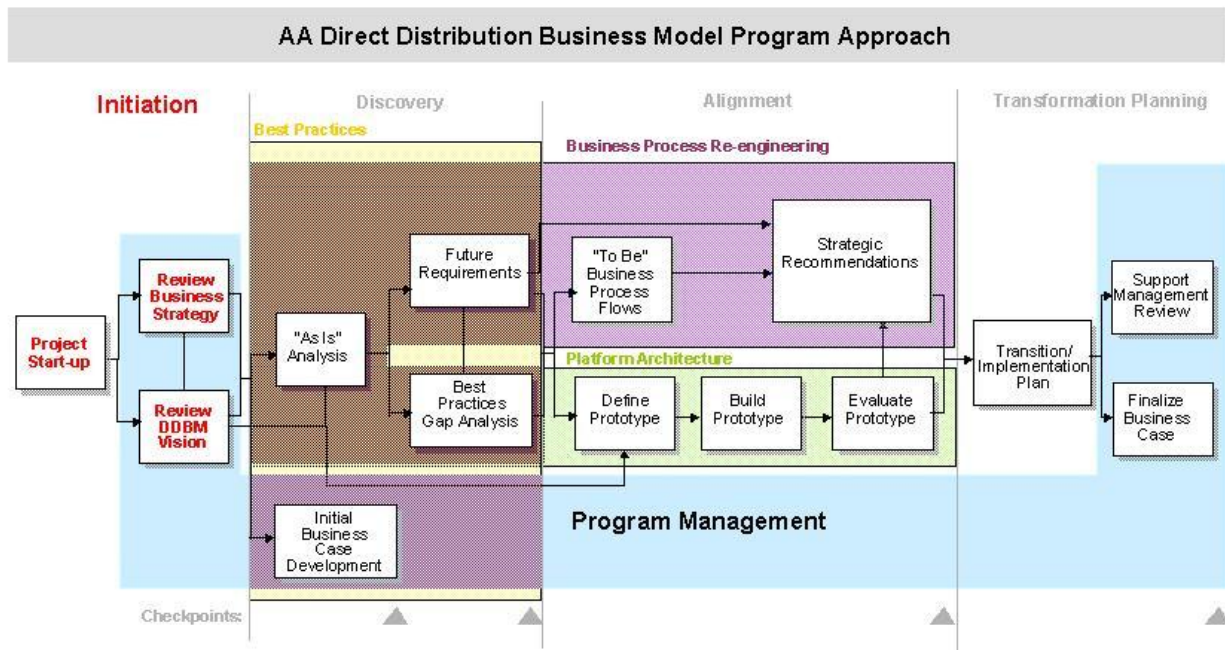 AA Direct Distribution Business Model Program Approach
Initiation
Discovery
Alignment
Transformation Planning
Best Practices
Business Process Re-engineering
Project
Start-up
Review
Business
Strategy
Review
DDBM
Vision
"As Is"
Analysis
Future
Requirements
Best
Practices
Gap Analysis
Initial
Business
Case
Development
"To Be"
Business
Process
Flows
Strategic
Recommendations
Platform Architecture
Define
Prototype
Build
Prototype
Evaluate
Prototype
Transition/
Implementation
Plan
Support
Management
Review
Finalize
Business
Case
Program Management
Checkpoints: